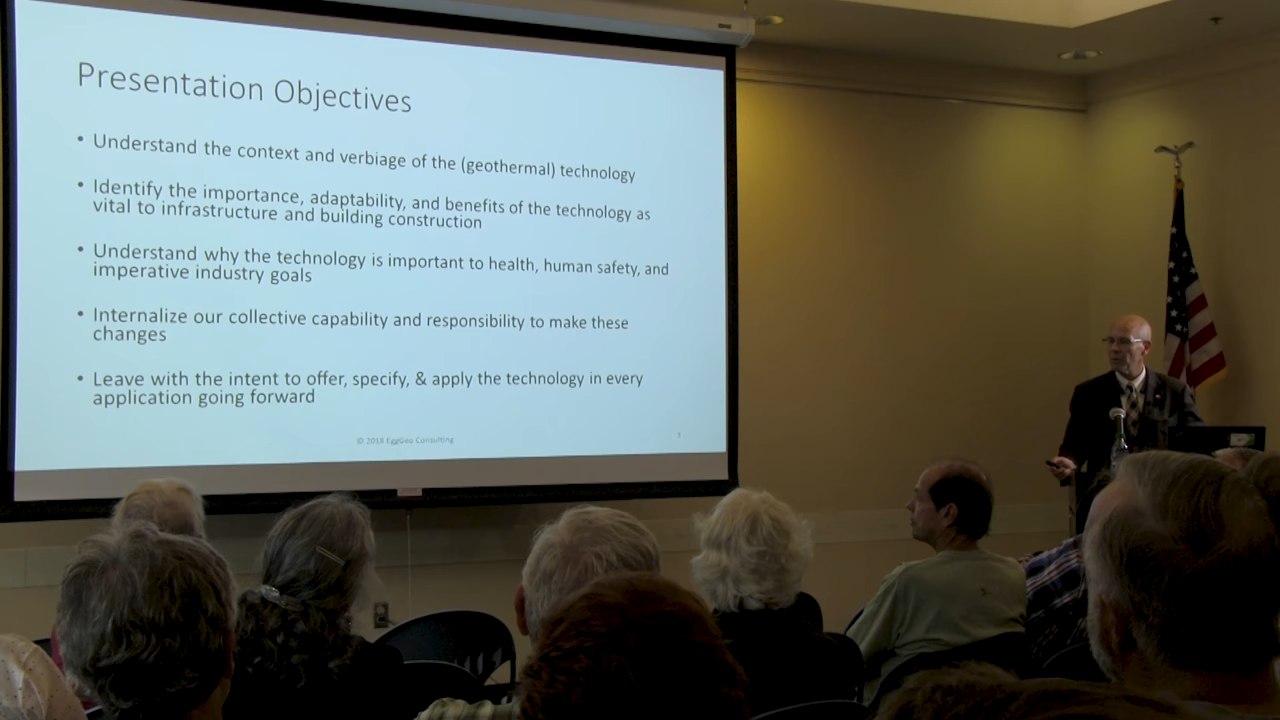 Presentation Objectives
• Understand the context and verbiage of the (geothermal) technology
• Identify the importance, adaptability, and benefits of the technology as
vital to infrastructure and building construction
• Understand why the technology is important to health, human safety, and
imperative industry goals
• Internalize our collective capability and responsibility to make these
changes
• Leave with the intent to offer, specify, & apply the technology in every
application going forward
© 2018 EggGeo Consulting
1